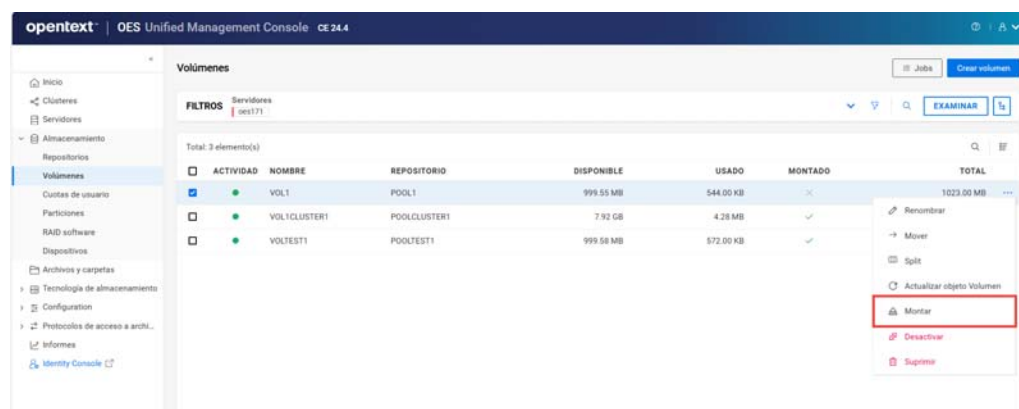 opentext™ | OES Unified Management Console CE 24.4
Inicio
Clústeres
Servidores
Almacenamiento
Repositorios
Volúmenes
Cuotas de usuario
Particiones
RAID software
Dispositivos
Archivos y carpetas
Tecnología de almacenamiento
Configuration
Protocolos de acceso a archi...
Informes
Identity Console
Volúmenes
Jobs
Crear volumen
FILTROS
Servidores
oes171
EXAMINAR
Total: 3 elemento(s)
ACTIVIDAD NOMBRE REPOSITORIO DISPONIBLE USADO MONTADO TOTAL
VOL1 POOL1 999.55 MB 544.00 KB 1023.00 MB
VOL1CLUSTER1 POOLCLUSTER1 7.92 GB 4.28 MB
VOLTEST1 POOLTEST1 999.58 MB 572.00 KB
Renombrar
Mover
Split
Actualizar objeto Volumen
Montar
Desactivar
Suprimir